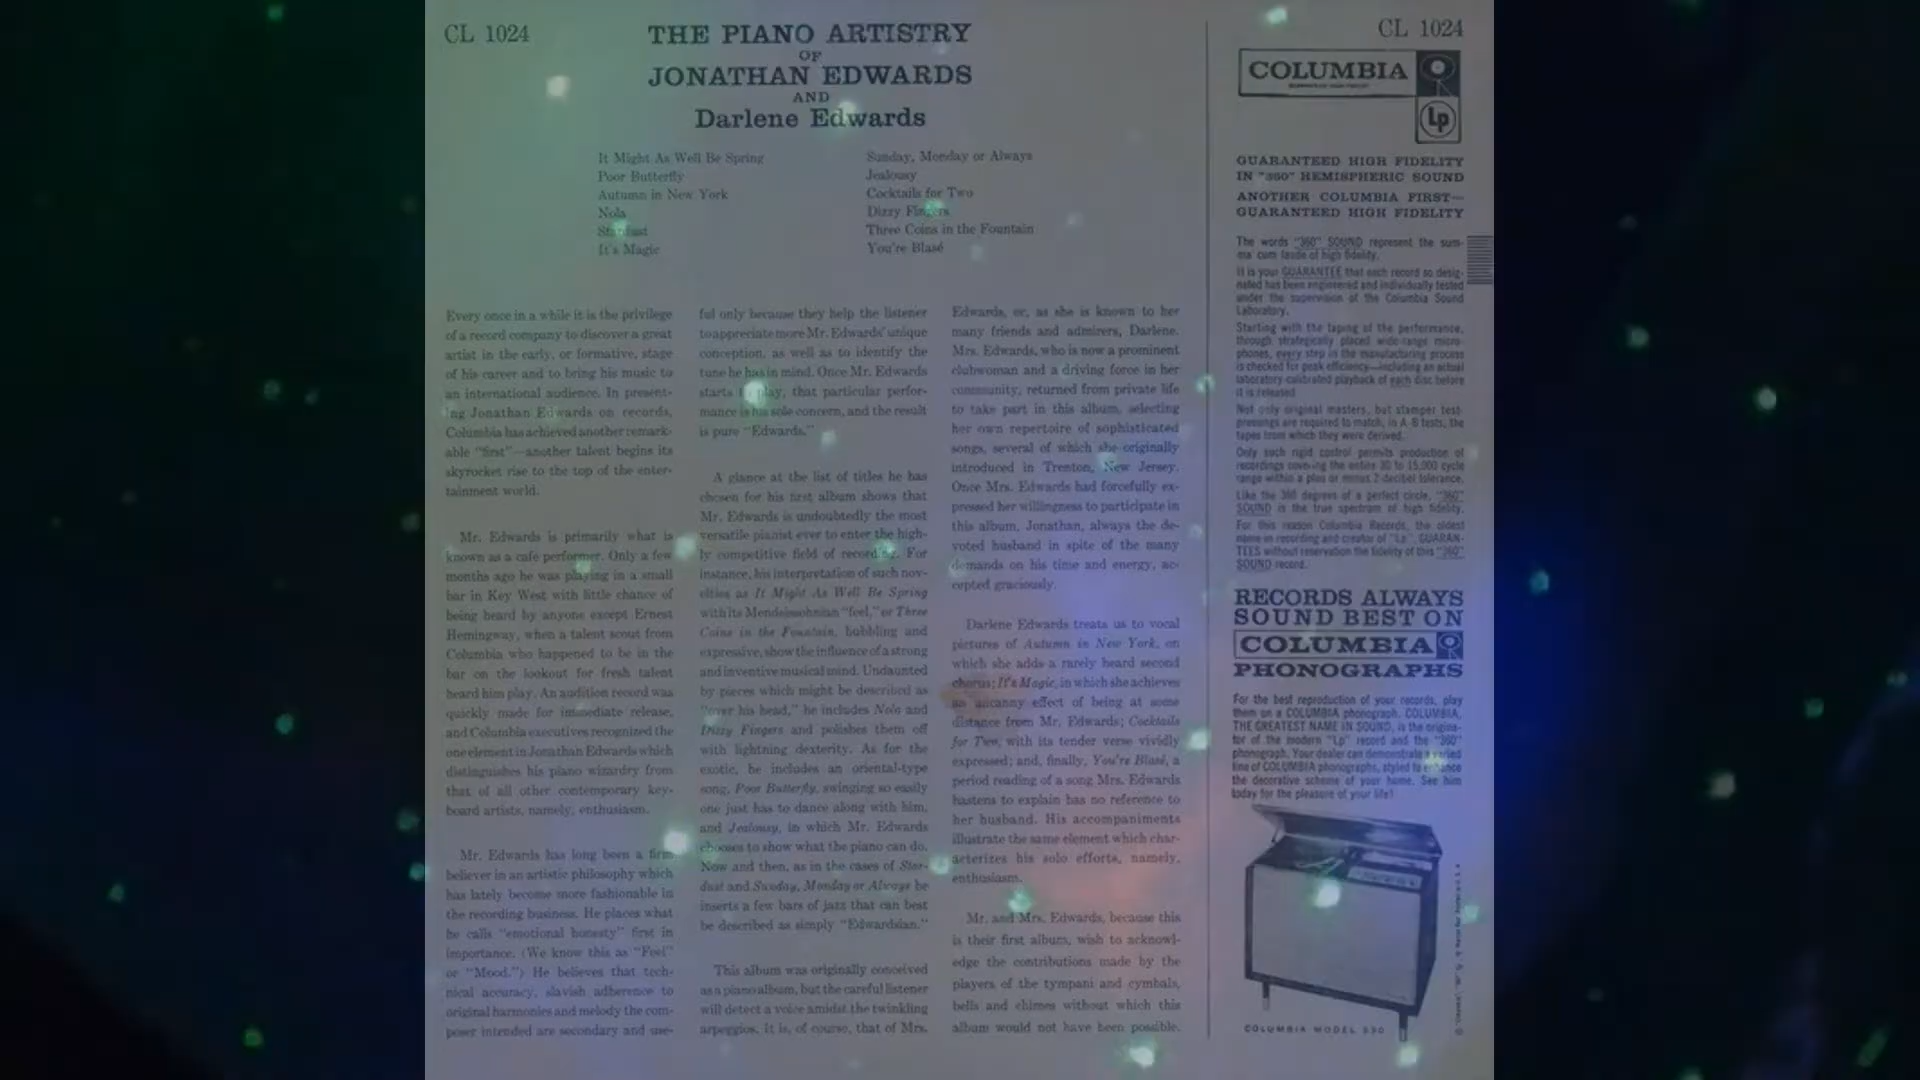 CL 1024
THE PIANO ARTISTRY
OF
JONATHAN EDWARDS
AND
Darlene Edwards
It Might As Well Be Spring
Poor Butterfly
Autumn in New York
Nola
Stardust
It's Magic
Sunday, Monday or Always
Jealousy
Cocktails for Two
Dizzy Fingers
Three Coins in the Fountain
You're Blasé
Every once in a while it is the privilege
of a record company to discover a great
artist in the early, or formative, stage
of his career and to bring his music to
an international audience. In present-
ing Jonathan Edwards on records,
Columbia has achieved another remark-
able "first"—another talent begins its
skyrocket rise to the top of the enter-
tainment world.
Mr. Edwards is primarily what is
known as a cafe performer. Only a few
months ago he was playing in a small
bar in Key West with little chance of
being heard by anyone except Ernest
Hemingway, when a talent scout from
Columbia who happened to be in the
bar on the lookout for fresh talent
heard him play. An audition record was
quickly made for immediate release,
and Columbia executives recognized the
one element in Jonathan Edwards which
distinguishes his piano wizardry from
that of all other contemporary key-
board artists, namely, enthusiasm.
Mr. Edwards has long been a firm
believer in an artistic philosophy which
has lately become more fashionable in
the recording business. He places what
he calls "emotional honesty" first in
importance. (We know this as "Feel"
or "Mood.") He believes that tech-
nical accuracy, slavish adherence to
original harmonies and melody the com-
poser intended are secondary and use-
ful only because they help the listener
to appreciate more Mr. Edwards' unique
conception, as well as to identify the
tune he has in mind. Once Mr. Edwards
starts to play, that particular perfor-
mance is his sole concern, and the result
is pure "Edwards."
A glance at the list of titles he has
chosen for his first album shows that
Mr. Edwards is undoubtedly the most
versatile pianist ever to enter the high-
ly competitive field of recording. For
instance, his interpretation of such nov-
elties as It Might As Well Be Spring
with its Mendelssohnian "feel," or Three
Coins in the Fountain, bubbling and
expressive, show the influence of a strong
and inventive musical mind. Undaunted
by pieces which might be described as
"over his head," he includes Nola and
Dizzy Fingers and polishes them off
with lightning dexterity. As for the
exotic, he includes an oriental-type
song, Poor Butterfly, swinging so easily
one just has to dance along with him,
and Jealousy, in which Mr. Edwards
chooses to show what the piano can do.
Now and then, as in the cases of Star-
dust and Sunday, Monday or Always he
inserts a few bars of jazz that can best
be described as simply "Edwardsian."
This album was originally conceived
as a piano album, but the careful listener
will detect a voice amidst the twinkling
arpeggios. It is, of course, that of Mrs.
Edwards, or, as she is known to her
many friends and admirers, Darlene.
Mrs. Edwards, who is now a prominent
clubwoman and a driving force in her
community, returned from private life
to take part in this album, selecting
her own repertoire of sophisticated
songs, several of which she originally
introduced in Trenton, New Jersey.
Once Mrs. Edwards had forcefully ex-
pressed her willingness to participate in
this album, Jonathan, always the de-
voted husband in spite of the many
demands on his time and energy, ac-
cepted graciously.
Darlene Edwards treats us to vocal
pictures of Autumn in New York, on
which she adds a rarely heard second
chorus; It's Magic, in which she achieves
an uncanny effect of being at some
distance from Mr. Edwards; Cocktails
for Two, with its tender verse vividly
expressed; and, finally, You're Blasé, a
period reading of a song Mrs. Edwards
hastens to explain has no reference to
her husband. His accompaniments
illustrate the same element which char-
acterizes his solo efforts, namely,
enthusiasm.
Mr. and Mrs. Edwards, because this
is their first album, wish to acknowl-
edge the contributions made by the
players of the tympani and cymbals,
bells and chimes without which this
album would not have been possible.
CL 1024
COLUMBIA
Lp
GUARANTEED HIGH FIDELITY
IN "360" HEMISPHERIC SOUND
ANOTHER COLUMBIA FIRST—
GUARANTEED HIGH FIDELITY
The words "360" SOUND represent the sum-
ma cum laude of high fidelity.
It is your GUARANTEE that each record so desig-
nated has been engineered and individually tested
under the supervision of the Columbia Sound
Laboratory.
Starting with the taping of the performance,
through strategically placed wide-range micro-
phones, every step in the manufacturing process
is checked for peak efficiency—including an actual
laboratory-calibrated playback of each disc before
it is released.
Not only original masters, but stamper test-
pressings are required to match, in A-B tests, the
tapes from which they were derived.
Only such rigid control permits production of
recordings covering the entire 30 to 15,000 cycle
range within a plus or minus 2-decibel tolerance.
Like the 360 degrees of a perfect circle, "360"
SOUND is the true spectrum of high fidelity.
For this reason Columbia Records, the oldest
name in recording and creator of "Lp", GUARAN-
TEES without reservation the fidelity of this "360"
SOUND record.
RECORDS ALWAYS
SOUND BEST ON
COLUMBIA
PHONOGRAPHS
For the best reproduction of your records, play
them on a COLUMBIA phonograph. COLUMBIA,
THE GREATEST NAME IN SOUND, is the origina-
tor of the modern "Lp" record and the "360"
phonograph. Your dealer can demonstrate a varied
line of COLUMBIA phonographs, styled to enhance
the decorative scheme of your home. See him
today for the pleasure of your life!
COLUMBIA MODEL 530